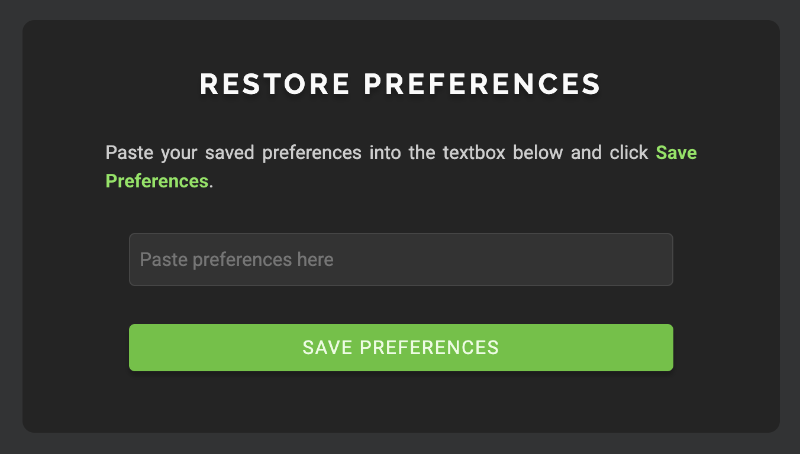 RESTORE PREFERENCES
Paste your saved preferences into the textbox below and click Save
Preferences.
Paste preferences here
SAVE PREFERENCES